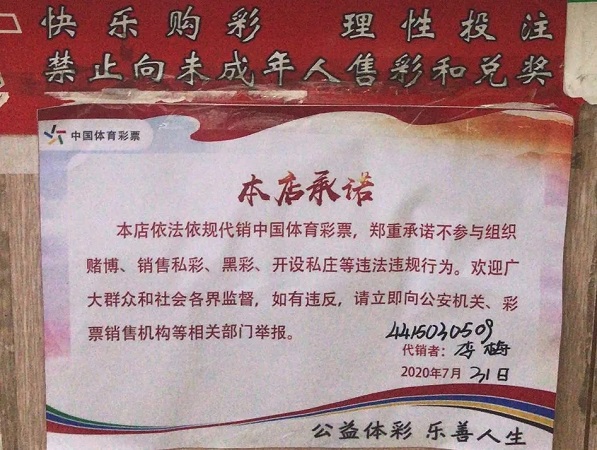 快乐购彩 理性投注
禁止向未成年人售彩和兑奖
中国体育彩票
本店承诺
本店依法依规代销中国体育彩票，郑重承诺不参与组织
赌博、销售私彩、黑彩、开设私庄等违法违规行为。欢迎广
大群众和社会各界监督，如有违反，请立即向公安机关、彩
票销售机构等相关部门举报。
4415030509
代销者：李梅
2020年7月31日
公益体彩 乐善人生